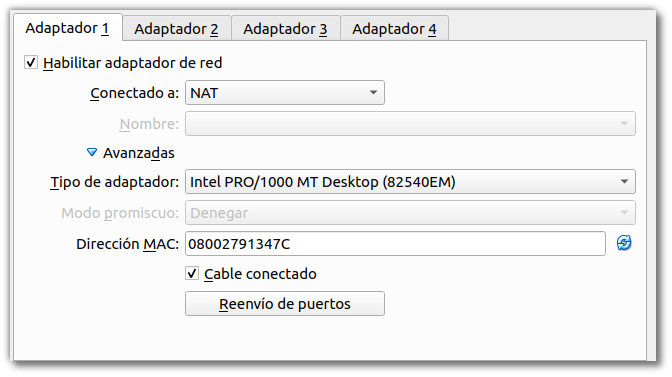 Adaptador 1 Adaptador 2 Adaptador 3 Adaptador 4
Habilitar adaptador de red
Conectado a: NAT
Nombre:
Avanzadas
Tipo de adaptador: Intel PRO/1000 MT Desktop (82540EM)
Modo promiscuo: Denegar
Dirección MAC: 08002791347C
Cable conectado
Reenvío de puertos